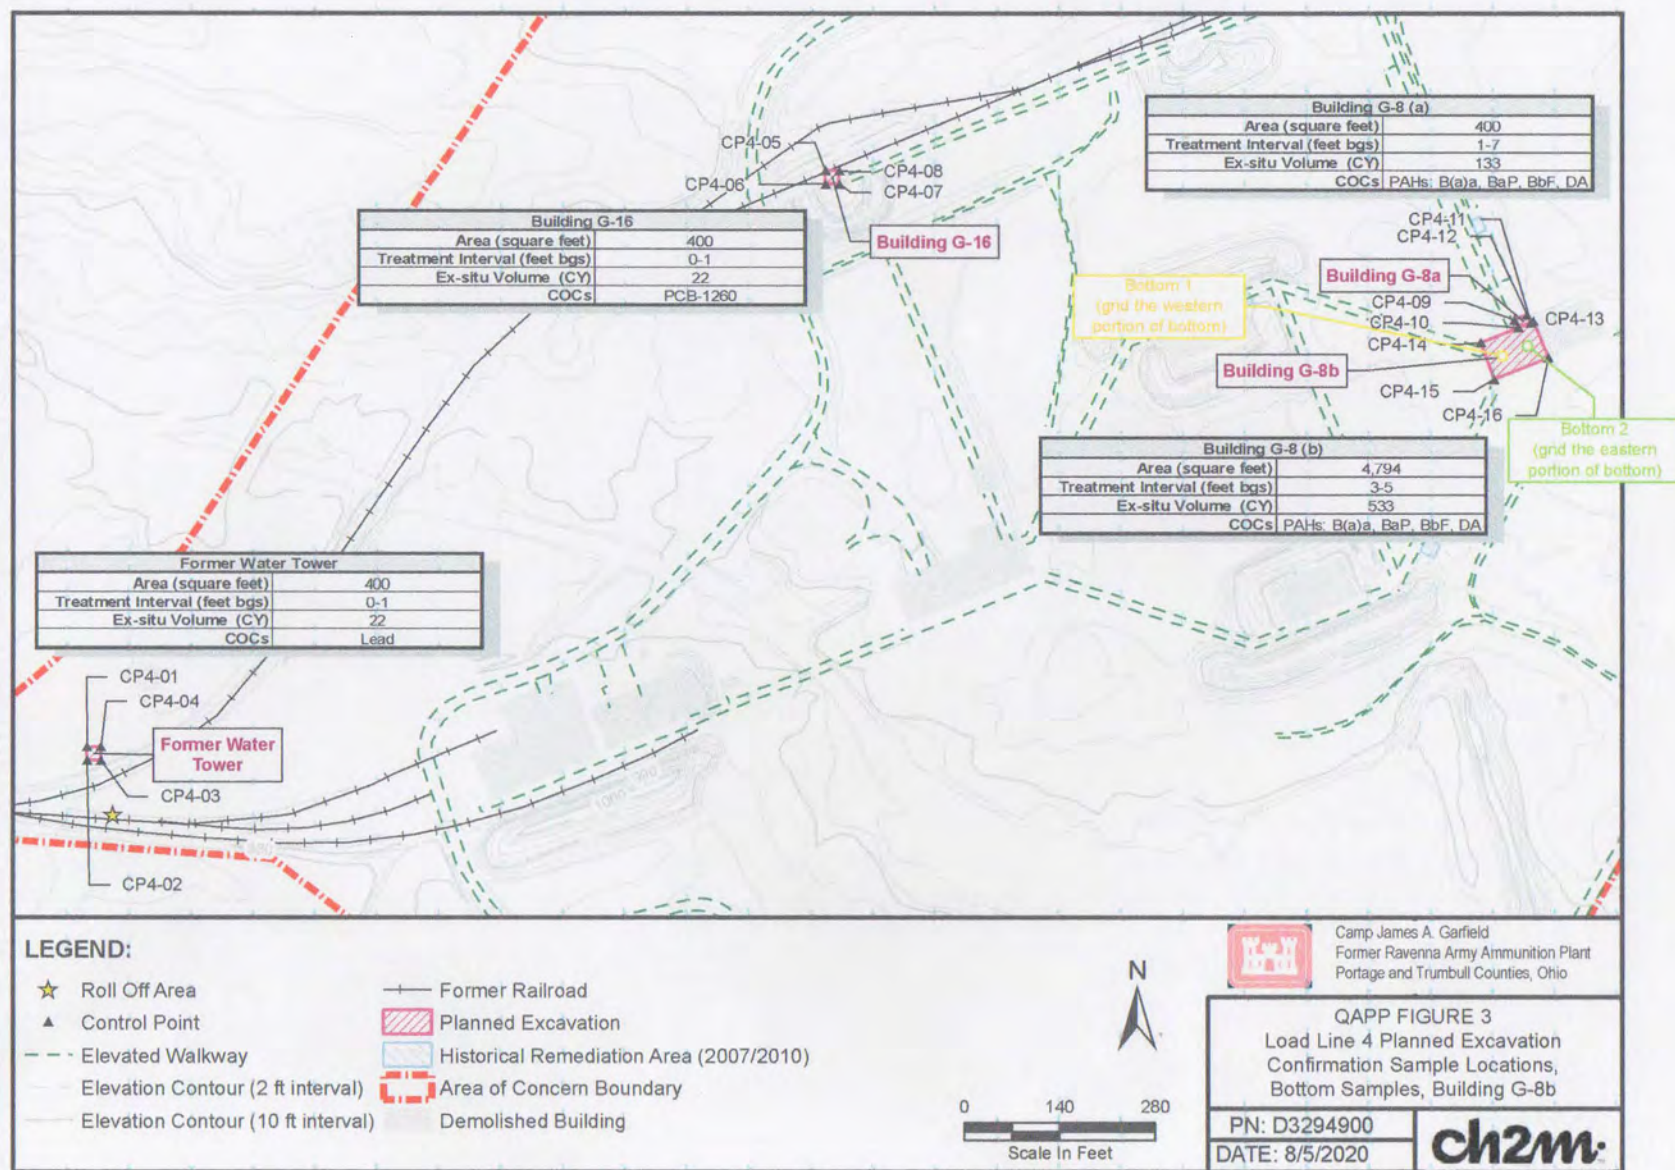 Building G-8 (a)
Area (square feet) 400
Treatment Interval (feet bgs) 1-7
Ex-situ Volume (CY) 133
COCs PAHs: B(a)a, BaP, BbF, DA
CP4-05
CP4-06
CP4-08
CP4-07
Building G-16
Building G-16
Area (square feet) 400
Treatment Interval (feet bgs) 0-1
Ex-situ Volume (CY) 22
COCs PCB-1260
CP4-11
CP4-12
Building G-8a
CP4-09
CP4-10
CP4-13
CP4-14
Bottom 1
(grid the western
portion of bottom)
Building G-8b
CP4-15
CP4-16
Bottom 2
(grid the eastern
portion of bottom)
Building G-8 (b)
Area (square feet) 4,794
Treatment Interval (feet bgs) 3-5
Ex-situ Volume (CY) 533
COCs PAHs: B(a)a, BaP, BbF, DA
Former Water Tower
Area (square feet) 400
Treatment Interval (feet bgs) 0-1
Ex-situ Volume (CY) 22
COCs Lead
CP4-01
CP4-04
Former Water
Tower
CP4-03
CP4-02
980
LEGEND:
Roll Off Area
Control Point
Elevated Walkway
Elevation Contour (2 ft interval)
Elevation Contour (10 ft interval)
Former Railroad
Planned Excavation
Historical Remediation Area (2007/2010)
Area of Concern Boundary
Demolished Building
N
0 140 280
Scale In Feet
Camp James A. Garfield
Former Ravenna Army Ammunition Plant
Portage and Trumbull Counties, Ohio
QAPP FIGURE 3
Load Line 4 Planned Excavation
Confirmation Sample Locations,
Bottom Samples, Building G-8b
PN: D3294900
DATE: 8/5/2020
ch2m